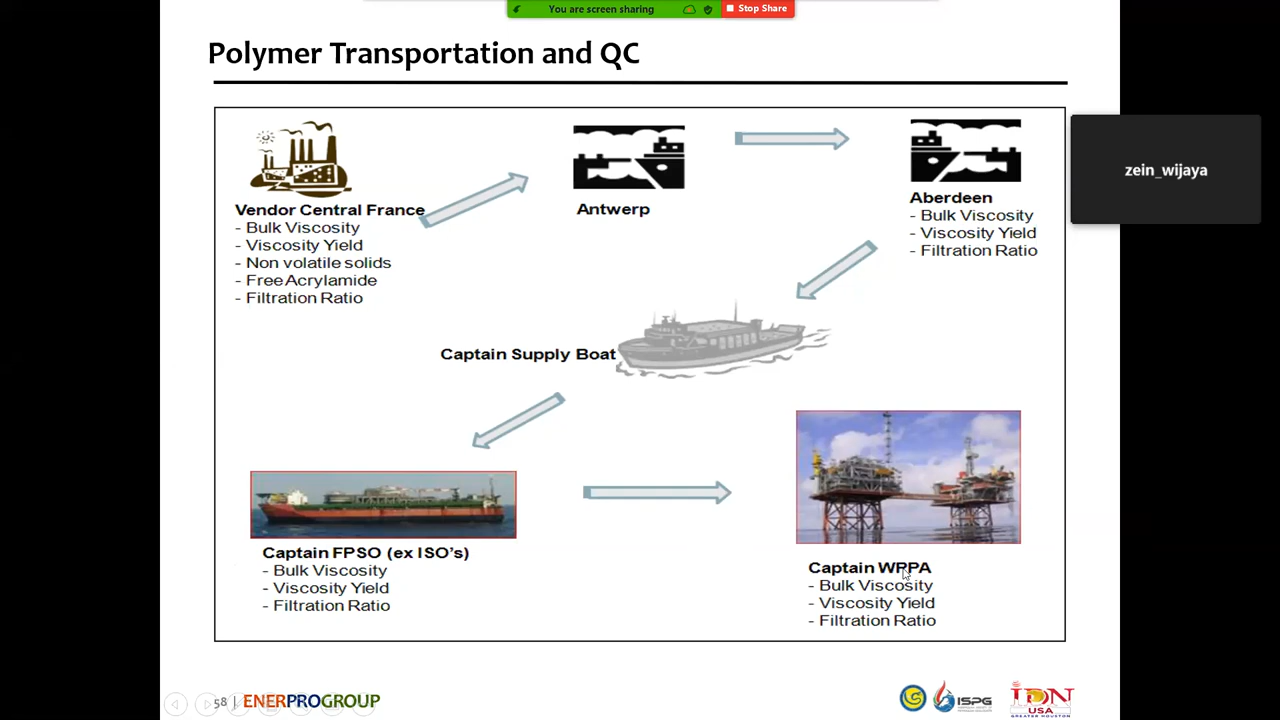 You are screen sharing
Stop Share
Polymer Transportation and QC
zein_wijaya
Vendor Central France
- Bulk Viscosity
- Viscosity Yield
- Non volatile solids
- Free Acrylamide
- Filtration Ratio
Antwerp
Aberdeen
- Bulk Viscosity
- Viscosity Yield
- Filtration Ratio
Captain Supply Boat
Captain FPSO (ex ISO's)
- Bulk Viscosity
- Viscosity Yield
- Filtration Ratio
Captain WPPA
- Bulk Viscosity
- Viscosity Yield
- Filtration Ratio
58 | ENERPROGROUP
ISPG
IDN
USA
GREATER HOUSTON